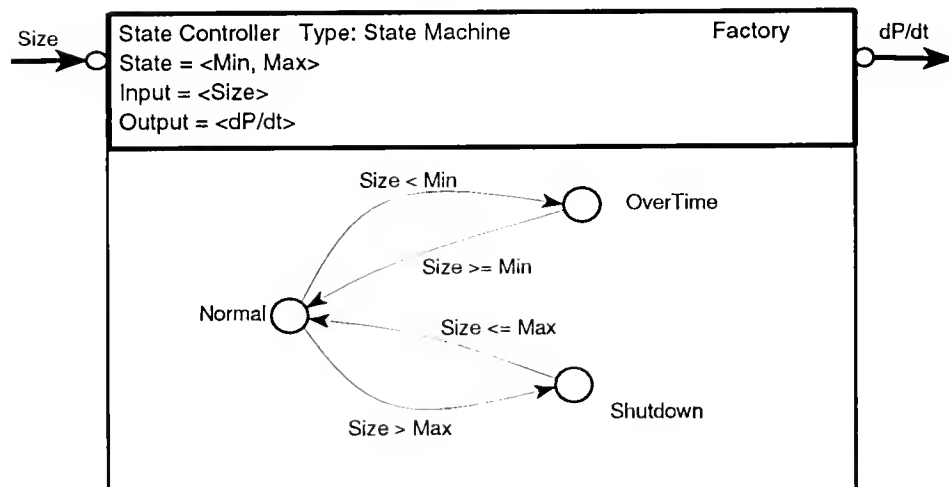 Size
State Controller Type: State Machine Factory
dP/dt
State = <Min, Max>
Input = <Size>
Output = <dP/dt>
Size < Min
OverTime
Size >= Min
Normal
Size <= Max
Shutdown
Size > Max